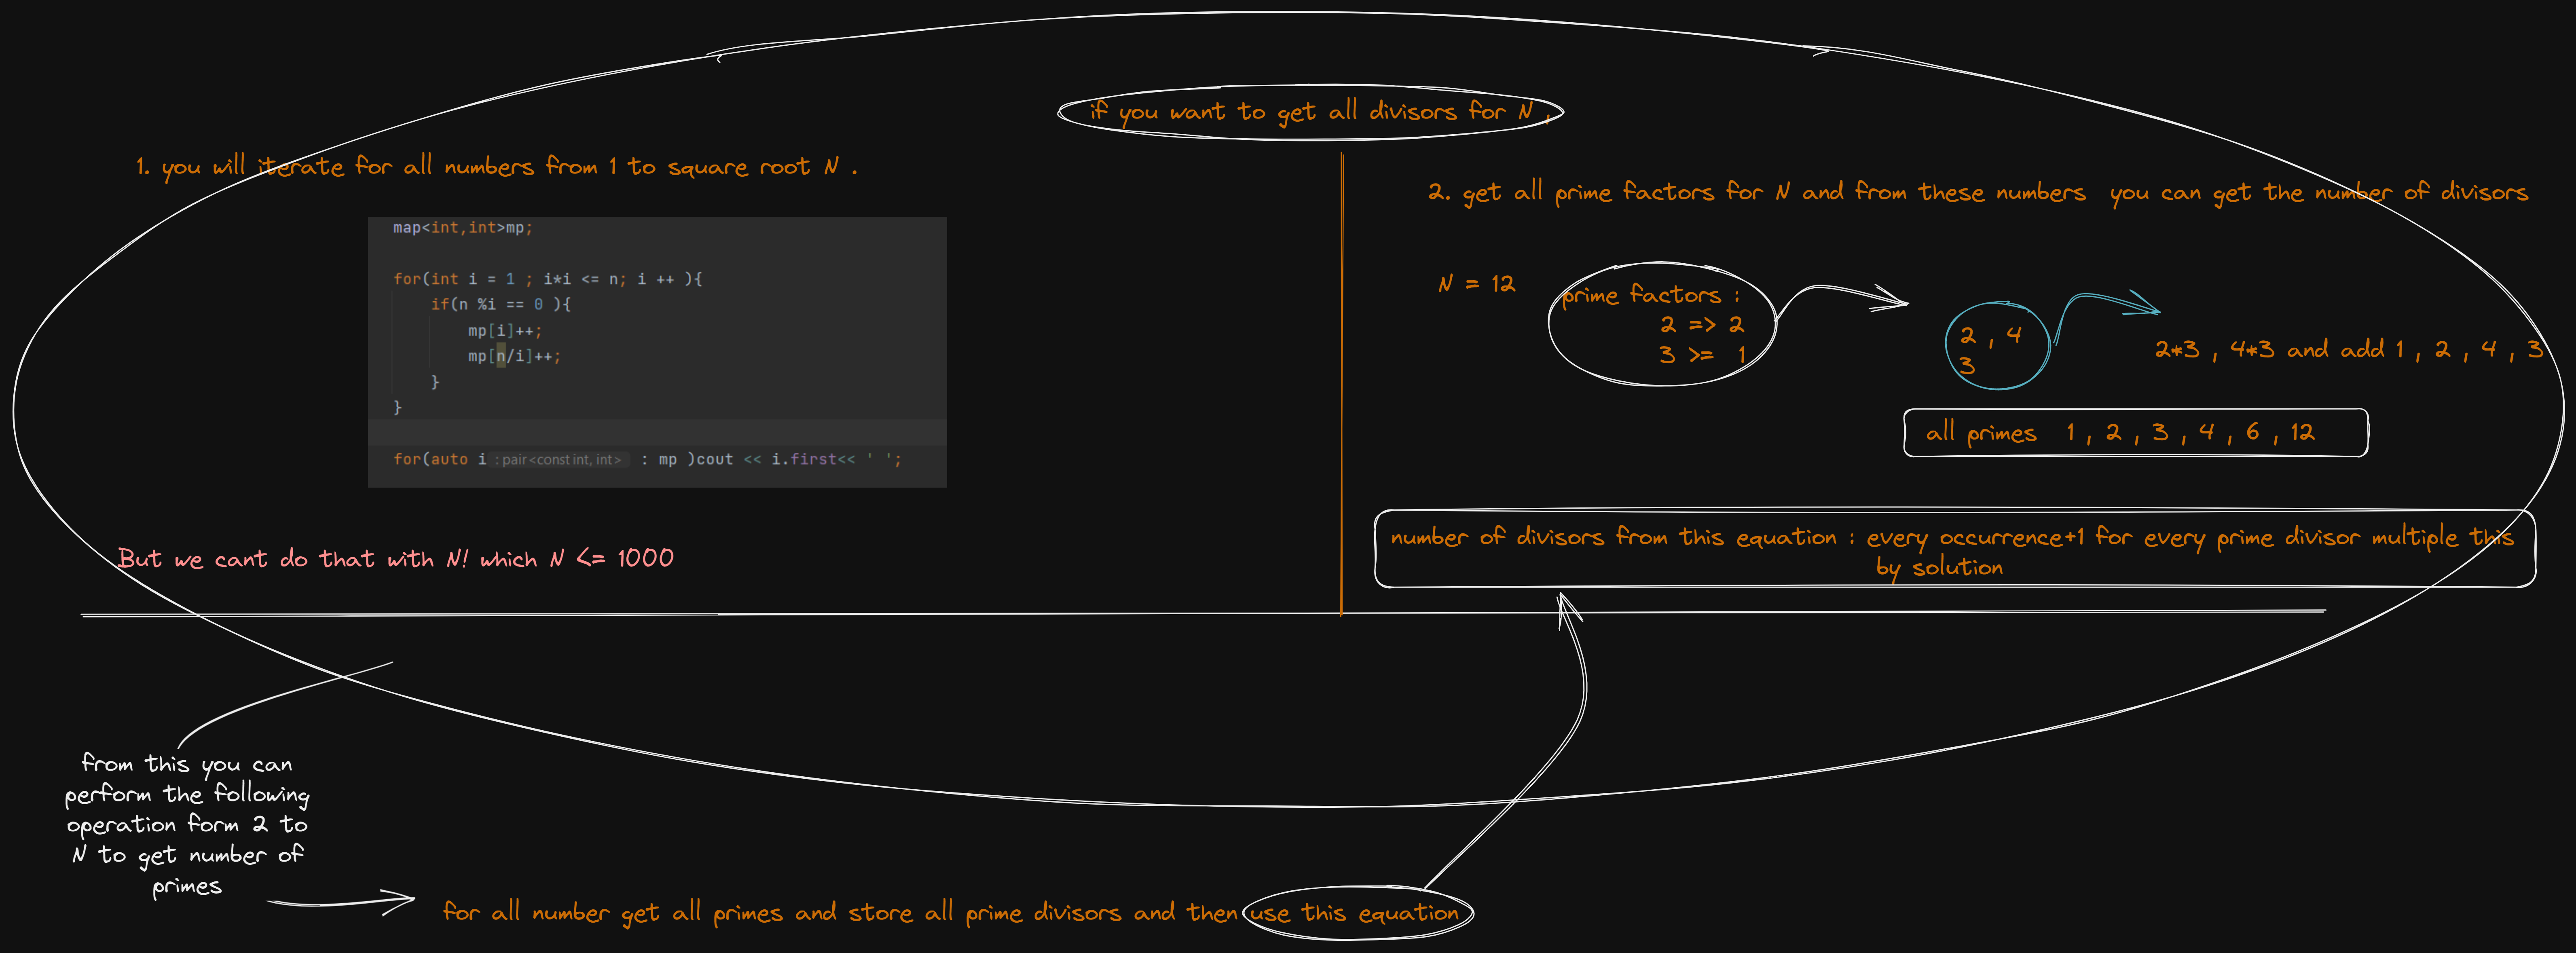 if you want to get all divisors for N ,
1. you will iterate for all numbers from 1 to square root N .
map<int,int>mp;
for(int i = 1 ; i*i <= n; i ++ ){
if(n %i == 0 ){
mp[i]++;
mp[n/i]++;
}
}
for(auto i : pair<const int, int> : mp )cout << i.first<< ' ';
But we cant do that with N! which N <= 1000
2. get all prime factors for N and from these numbers you can get the number of divisors
N = 12
prime factors :
2 => 2
3 >= 1
2 , 4
3
2*3 , 4*3 and add 1 , 2 , 4 , 3
all primes 1 , 2 , 3 , 4 , 6 , 12
number of divisors from this equation : every occurrence+1 for every prime divisor multiple this
by solution
from this you can
perform the following
operation form 2 to
N to get number of
primes
for all number get all primes and store all prime divisors and then use this equation